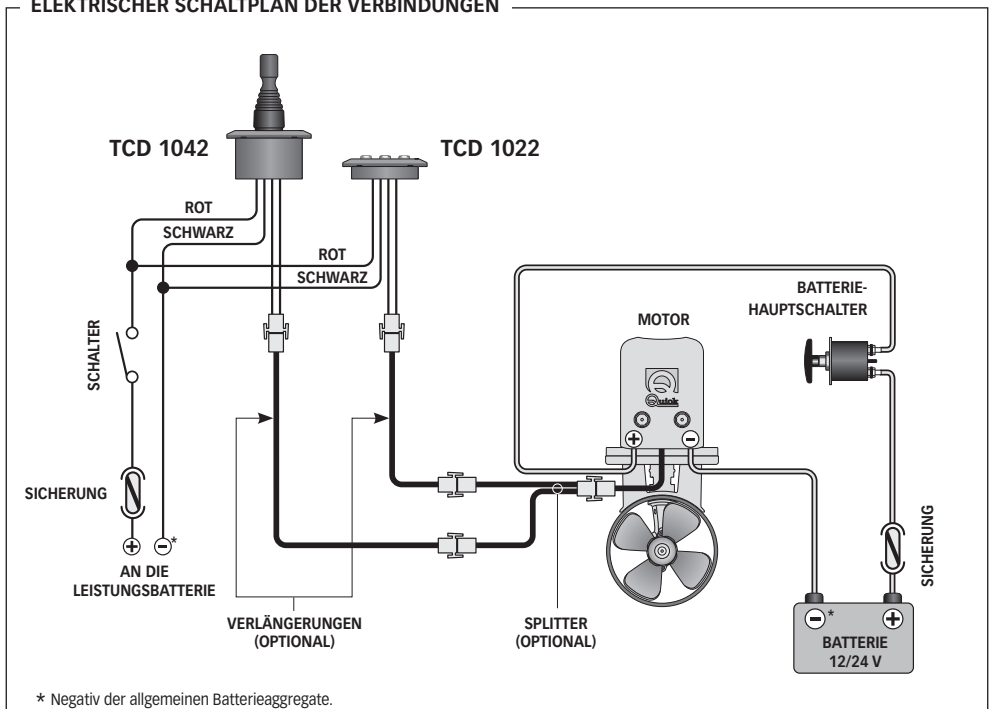 ELEKTRISCHER SCHALTPLAN DER VERBINDUNGEN
TCD 1042
TCD 1022
ROT
SCHWARZ
ROT
SCHWARZ
BATTERIE-
HAUPTSCHALTER
MOTOR
SCHALTER
Quick
+
-
SICHERUNG
SICHERUNG
+
- *
AN DIE
LEISTUNGSBATTERIE
VERLÄNGERUNGEN
(OPTIONAL)
SPLITTER
(OPTIONAL)
- *
+
BATTERIE
12/24 V
* Negativ der allgemeinen Batterieaggregate.